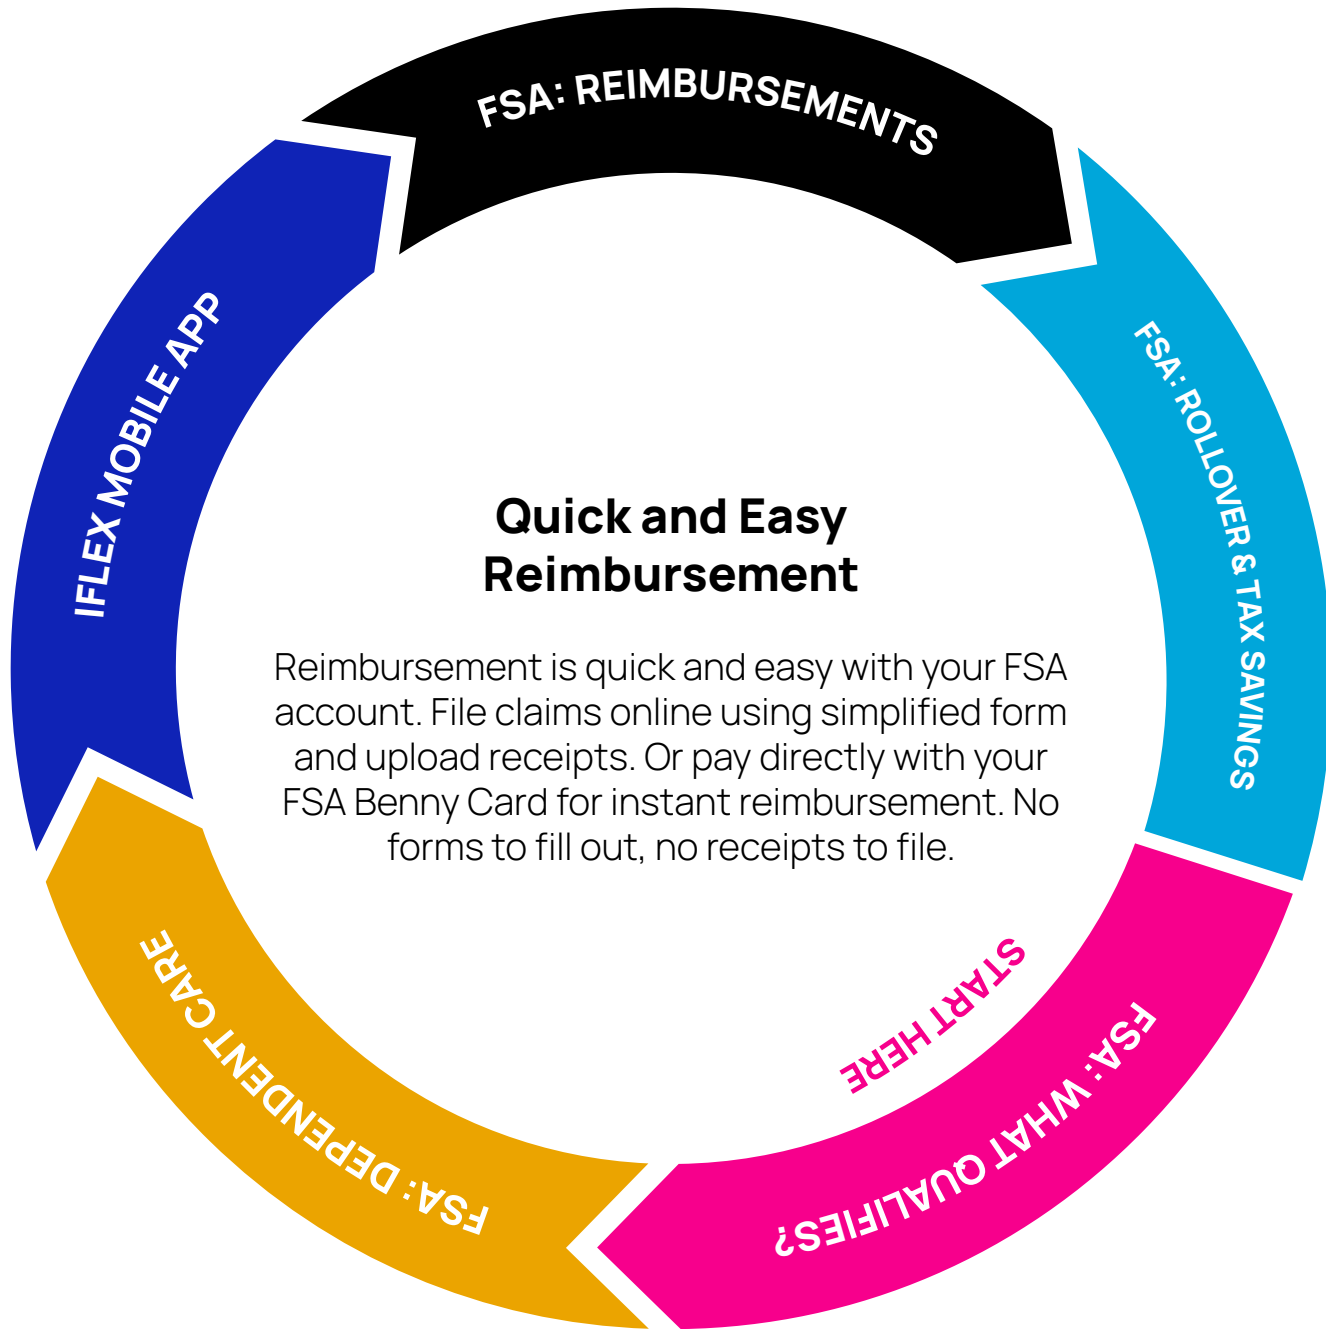 FSA: REIMBURSEMENTS
FSA: ROLLOVER & TAX SAVINGS
FSA: WHAT QUALIFIES?
START HERE
FSA: DEPENDENT CARE
IFLEX MOBILE APP
Quick and Easy
Reimbursement
Reimbursement is quick and easy with your FSA
account. File claims online using simplified form
and upload receipts. Or pay directly with your
FSA Benny Card for instant reimbursement. No
forms to fill out, no receipts to file.